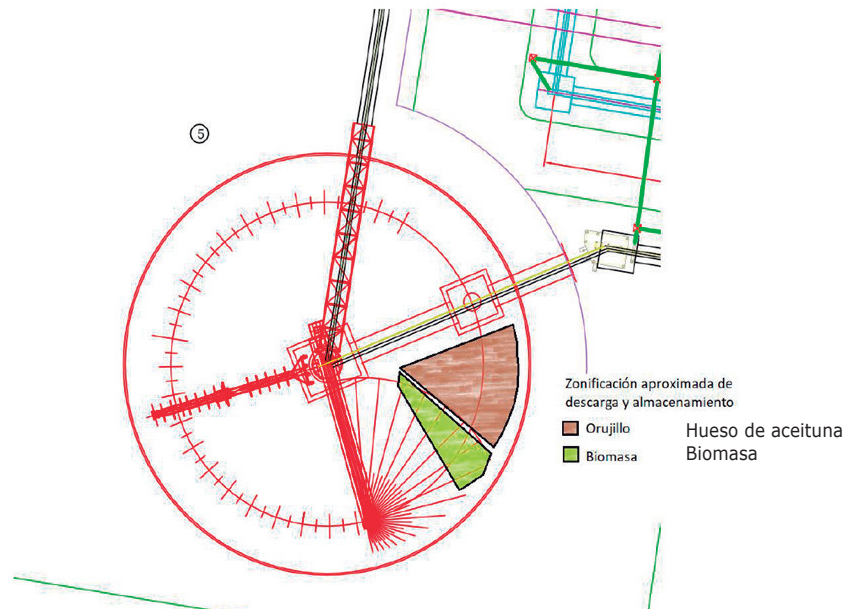 5
Zonificación aproximada de
descarga y almacenamiento
Orujillo
Hueso de aceituna
Biomasa
Biomasa